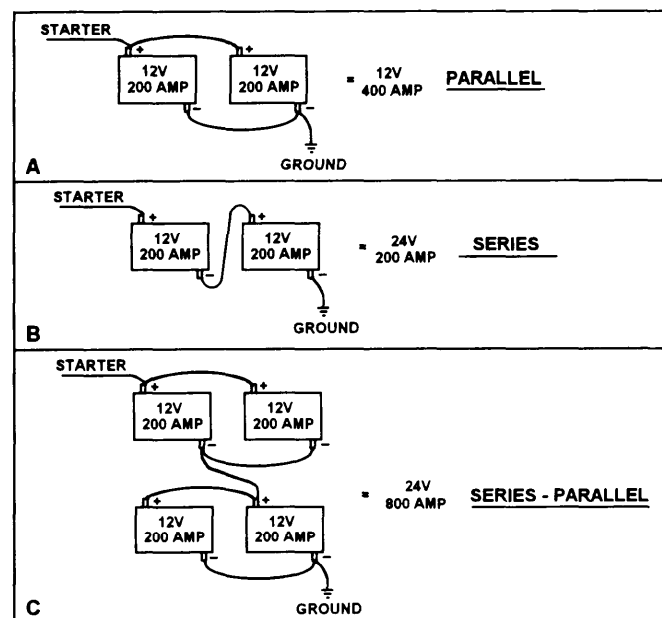 STARTER
+ +
12V 12V
200 AMP 200 AMP
= 12V
400 AMP
PARALLEL
− −
GROUND
A
STARTER
+ +
12V 12V
200 AMP 200 AMP
= 24V
200 AMP
SERIES
− −
GROUND
B
STARTER
+ +
12V 12V
200 AMP 200 AMP
− −
+ +
12V 12V
200 AMP 200 AMP
= 24V
800 AMP
SERIES - PARALLEL
− −
GROUND
C